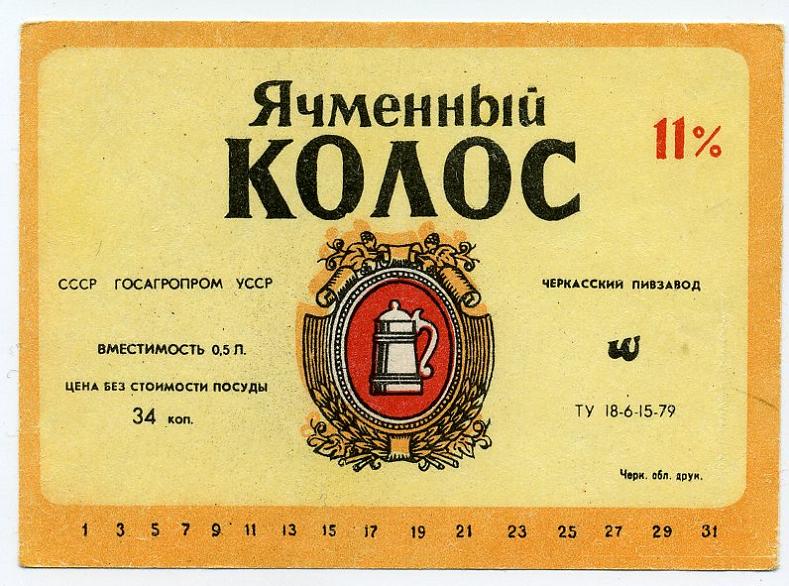 Ячменный
КОЛОС
11%
СССР ГОСАГРОПРОМ УССР
ВМЕСТИМОСТЬ 0,5 Л.
ЦЕНА БЕЗ СТОИМОСТИ ПОСУДЫ
34 коп.
ЧЕРКАССКИЙ ПИВЗАВОД
ТУ 18-6-15-79
Черк. обл. друк.
1 3 5 7 9 11 13 15 17 19 21 23 25 27 29 31